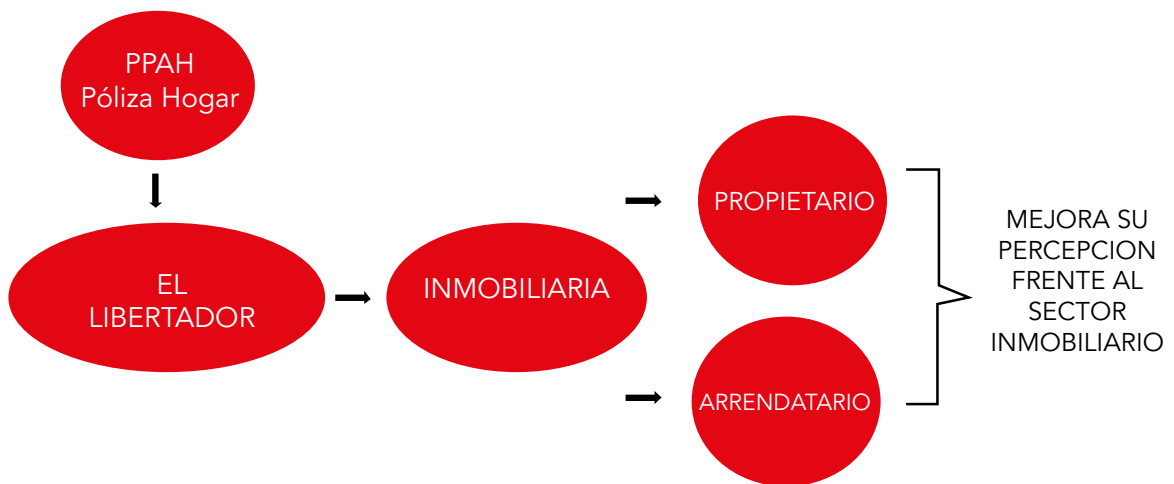 PPAH
Póliza Hogar
EL
LIBERTADOR
INMOBILIARIA
PROPIETARIO
ARRENDATARIO
MEJORA SU
PERCEPCION
FRENTE AL
SECTOR
INMOBILIARIO